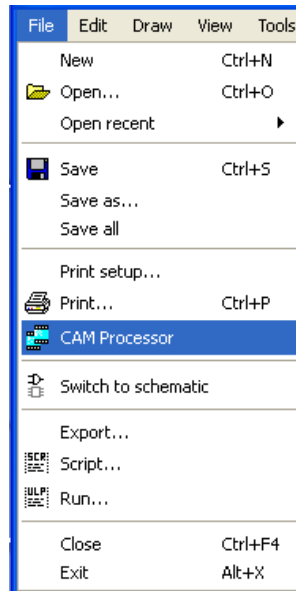 File Edit Draw View Tools
New Ctrl+N
Open... Ctrl+O
Open recent
Save Ctrl+S
Save as...
Save all
Print setup...
Print... Ctrl+P
CAM Processor
Switch to schematic
Export...
SCR Script...
ULP Run...
Close Ctrl+F4
Exit Alt+X